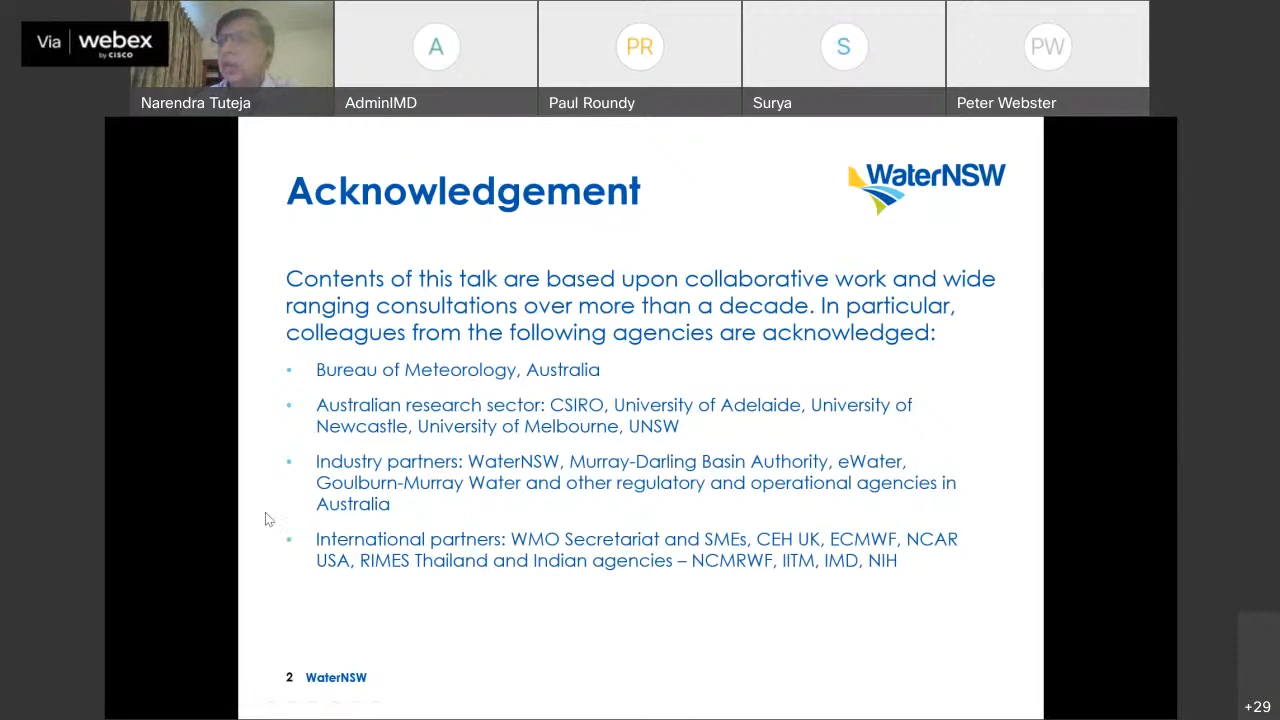 Via webex
by CISCO
A
PR
S
PW
Narendra Tuteja
AdminIMD
Paul Roundy
Surya
Peter Webster
WaterNSW
Acknowledgement
Contents of this talk are based upon collaborative work and wide
ranging consultations over more than a decade. In particular,
colleagues from the following agencies are acknowledged:
• Bureau of Meteorology, Australia
• Australian research sector: CSIRO, University of Adelaide, University of
Newcastle, University of Melbourne, UNSW
• Industry partners: WaterNSW, Murray-Darling Basin Authority, eWater,
Goulburn-Murray Water and other regulatory and operational agencies in
Australia
• International partners: WMO Secretariat and SMEs, CEH UK, ECMWF, NCAR
USA, RIMES Thailand and Indian agencies – NCMRWF, IITM, IMD, NIH
2 WaterNSW
+29